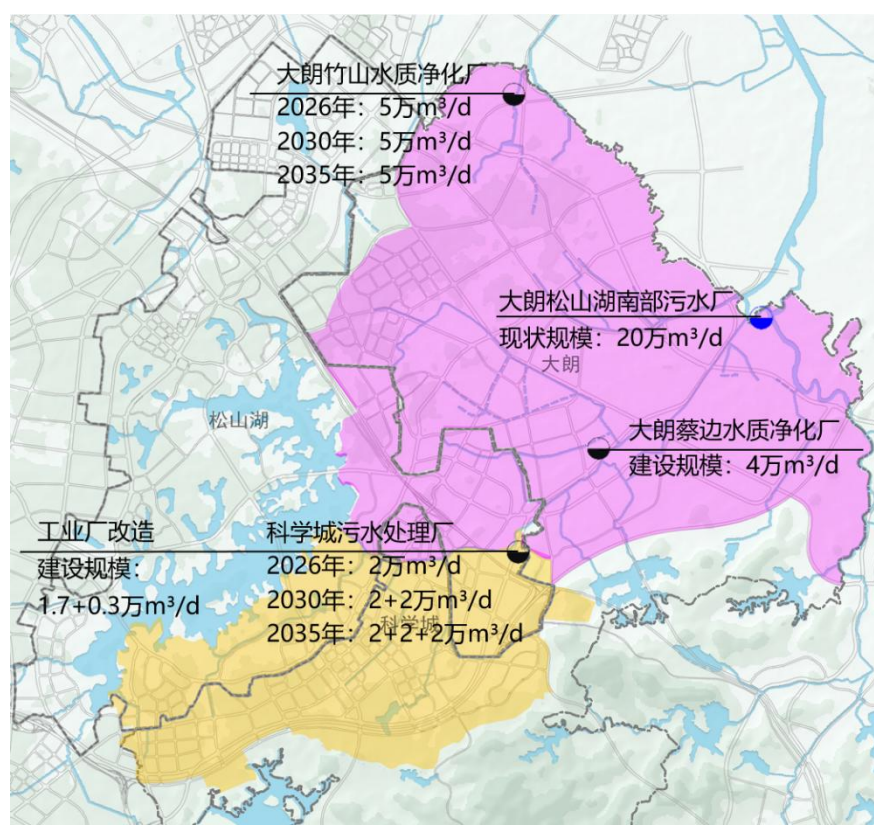 大朗竹山水质净化厂
2026年：5万m³/d
2030年：5万m³/d
2035年：5万m³/d
大朗松山湖南部污水厂
现状规模：20万m³/d
大朗
松山湖
大朗蔡边水质净化厂
建设规模：4万m³/d
工业厂改造
建设规模：
1.7+0.3万m³/d
科学城污水处理厂
2026年：2万m³/d
2030年：2+2万m³/d
科学城
2035年：2+2+2万m³/d